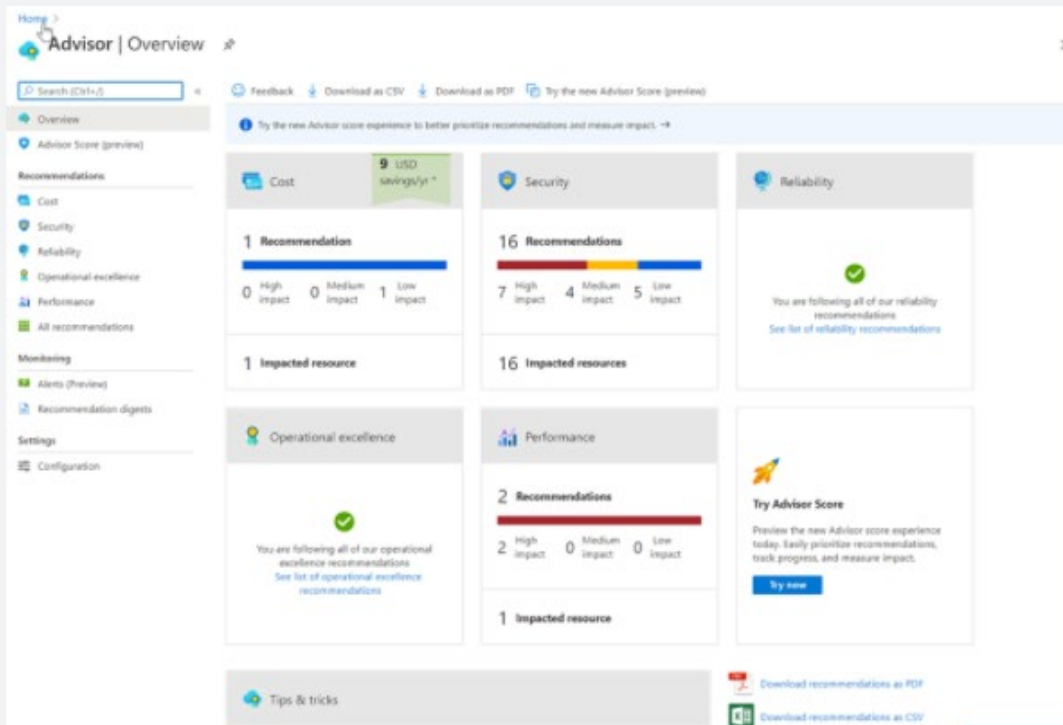 Home >
Advisor | Overview
Search (Ctrl+/)
«
Feedback
Download as CSV
Download as PDF
Try the new Advisor Score (preview)
Overview
Advisor Score (preview)
Recommendations
Cost
Security
Reliability
Operational excellence
Performance
All recommendations
Monitoring
Alerts (Preview)
Recommendation digests
Settings
Configuration
Try the new Advisor score experience to better prioritize recommendations and measure impact. →
Cost
9 USD
savings/yr *
1 Recommendation
0 High impact
0 Medium impact
1 Low impact
1 Impacted resource
Security
16 Recommendations
7 High impact
4 Medium impact
5 Low impact
16 Impacted resources
Reliability
You are following all of our reliability
recommendations
See list of reliability recommendations
Operational excellence
You are following all of our operational
excellence recommendations
See list of operational excellence
recommendations
Performance
2 Recommendations
2 High impact
0 Medium impact
0 Low impact
1 Impacted resource
Try Advisor Score
Preview the new Advisor score experience
today. Easily prioritize recommendations,
track progress, and measure impact.
Try now
Tips & tricks
Download recommendations as PDF
Download recommendations as CSV